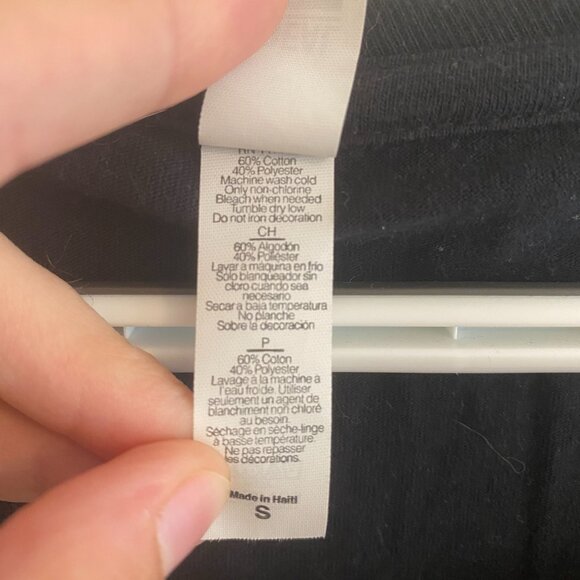 60% Cotton
40% Polyester
Machine wash cold
Only non-chlorine
Bleach when needed
Tumble dry low
Do not iron decoration
CH
60% Algodón
40% Poliéster
Lavar a maquina en frio
Solo blanqueador sin
cloro cuando sea
necesano
Secar a baja temperatura
No planche
Sobre la decoración
P
60% Coton
40% Polyester
Lavage à la machine a
l'eau froide. Utiliser
seulement un agent de
blanchiment non chloré
au besoin.
Séchage en sèche-linge
à basse température.
Ne pas repasser
les décorations.
Made in Haiti
S